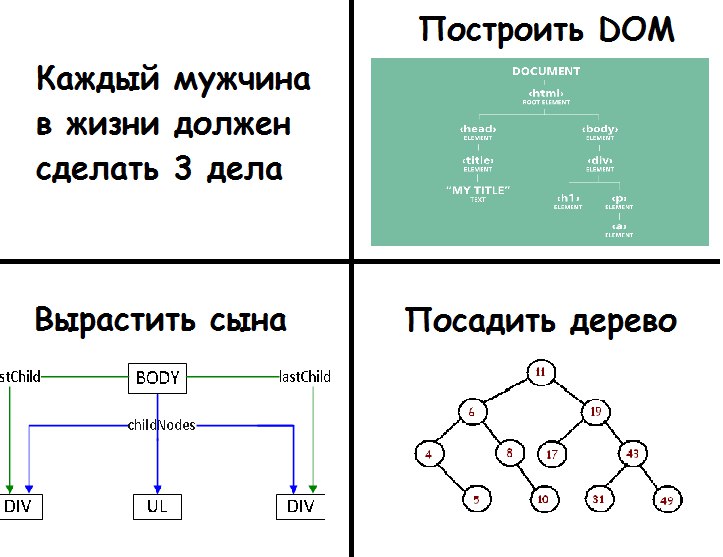 Каждый мужчина
в жизни должен
сделать 3 дела
Построить DOM
DOCUMENT
<html>
ROOT ELEMENT
<head>
ELEMENT
<body>
ELEMENT
<title>
ELEMENT
<div>
ELEMENT
"MY TITLE"
TEXT
<h1>
ELEMENT
<p>
ELEMENT
<a>
ELEMENT
Вырастить сына
stChild
BODY
lastChild
childNodes
DIV
UL
DIV
Посадить дерево
11
6
19
4
8
17
43
5
10
31
49